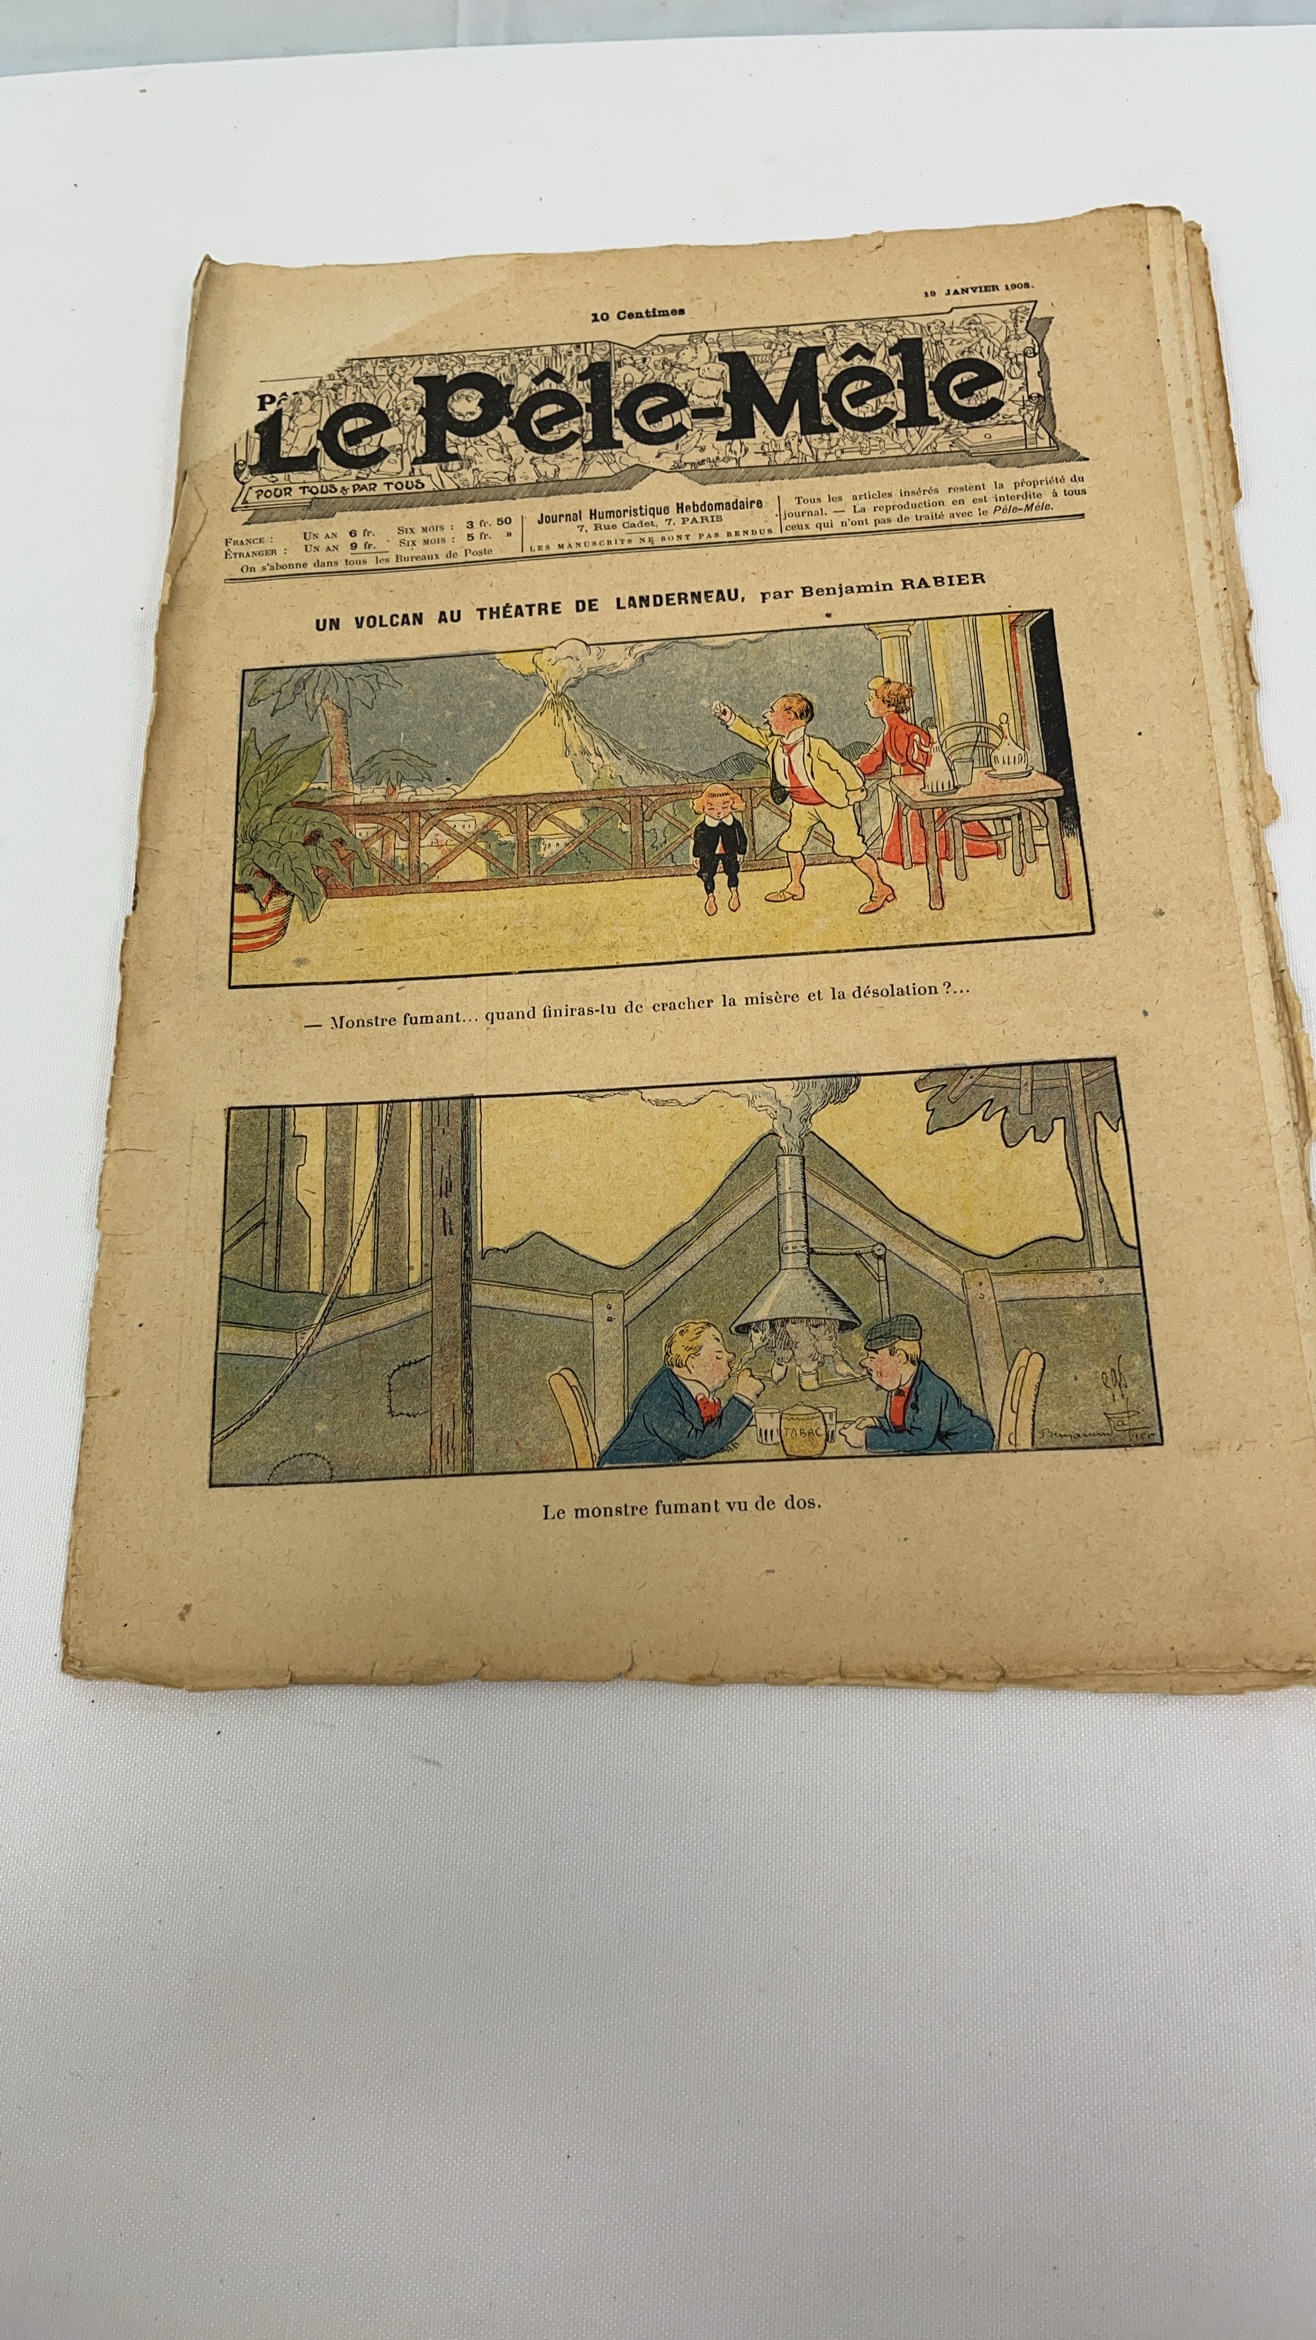 10 Centimes
19 JANVIER 1908.
Le Pêle-Mêle
POUR TOUS & PAR TOUS
FRANCE : UN AN 6 fr. SIX MOIS : 3 fr. 50
ÉTRANGER : UN AN 9 fr. SIX MOIS : 5 fr. »
On s'abonne dans tous les Bureaux de Poste
Journal Humoristique Hebdomadaire
7, Rue Cadet, 7, PARIS
LES MANUSCRITS NE SONT PAS RENDUS
Tous les articles insérés restent la propriété du
journal. — La reproduction en est interdite à tous
ceux qui n'ont pas de traité avec le Pêle-Mêle.
UN VOLCAN AU THÉATRE DE LANDERNEAU, par Benjamin RABIER
— Monstre fumant... quand finiras-tu de cracher la misère et la désolation ?...
TABAC
Benjamin
Le monstre fumant vu de dos.